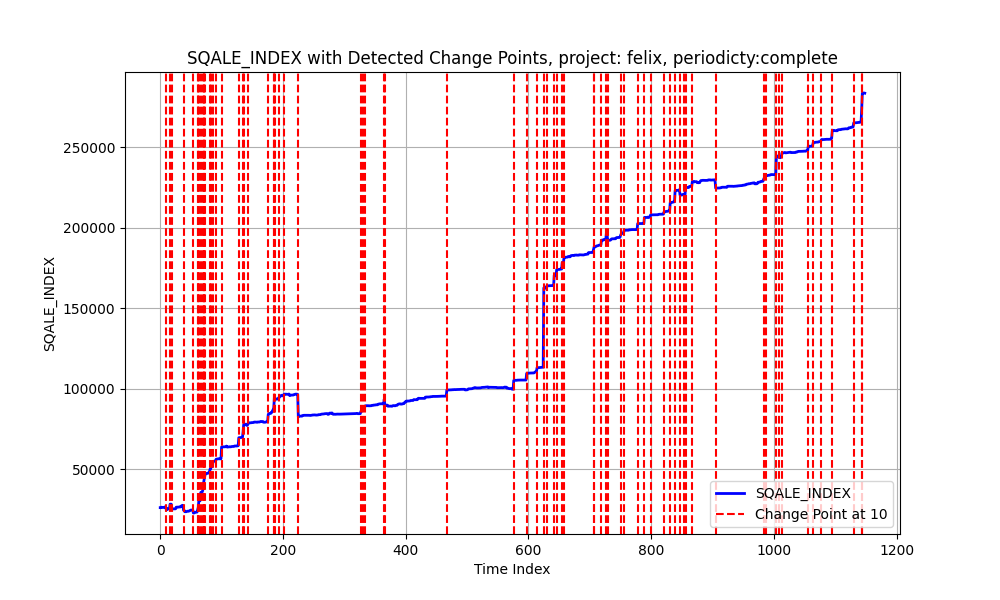 SQALE_INDEX with Detected Change Points, project: felix, periodicty:complete
SQALE_INDEX
250000
200000
150000
100000
50000
0
200
400
600
800
1000
1200
Time Index
SQALE_INDEX
Change Point at 10